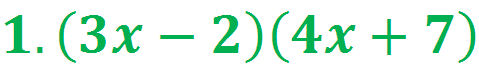 1. (3x − 2)(4x + 7)